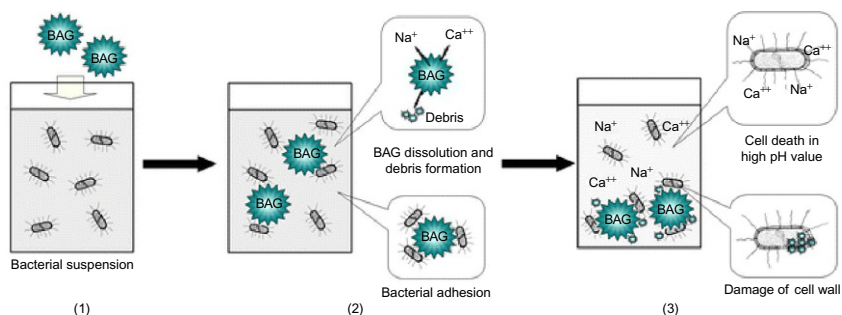 BAG
BAG
Bacterial suspension
(1)
BAG
BAG
Na⁺ Ca⁺⁺
BAG
Debris
BAG dissolution and
debris formation
BAG
Bacterial adhesion
(2)
Na⁺ Ca⁺⁺
Ca⁺⁺ Na⁺
BAG BAG
Na⁺ Ca⁺⁺
Ca⁺⁺ Na⁺
Cell death in
high pH value
Damage of cell wall
(3)